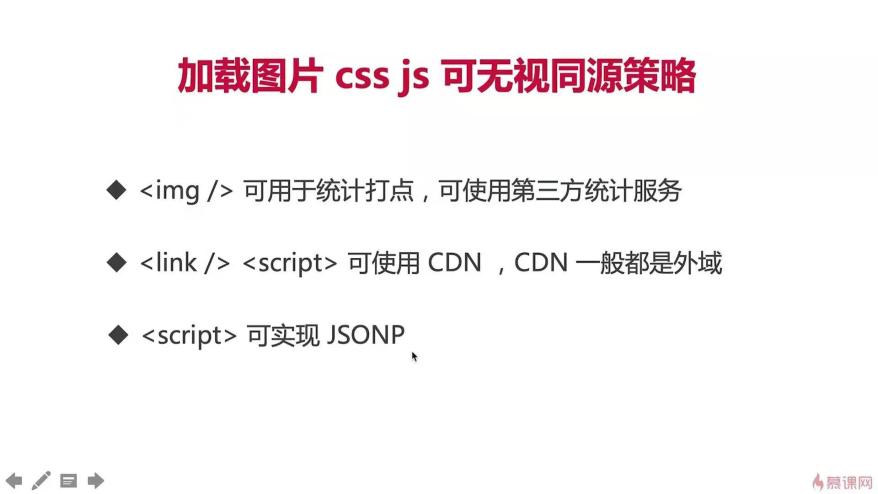 加载图片 css js 可无视同源策略
◆ <img /> 可用于统计打点，可使用第三方统计服务
◆ <link /> <script> 可使用 CDN ，CDN 一般都是外域
◆ <script> 可实现 JSONP
慕课网